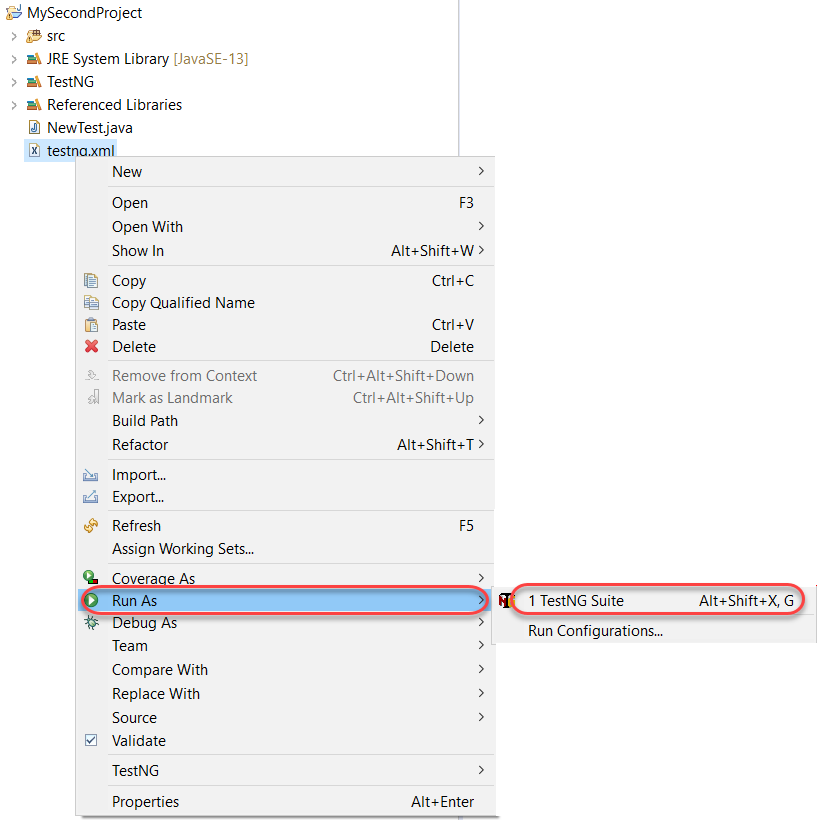 MySecondProject
src
JRE System Library [JavaSE-13]
TestNG
Referenced Libraries
NewTest.java
testng.xml
New
Open F3
Open With
Show In Alt+Shift+W
Copy Ctrl+C
Copy Qualified Name
Paste Ctrl+V
Delete Delete
Remove from Context Ctrl+Alt+Shift+Down
Mark as Landmark Ctrl+Alt+Shift+Up
Build Path
Refactor Alt+Shift+T
Import...
Export...
Refresh F5
Assign Working Sets...
Coverage As
Run As
1 TestNG Suite Alt+Shift+X, G
Debug As
Run Configurations...
Team
Compare With
Replace With
Source
Validate
TestNG
Properties Alt+Enter